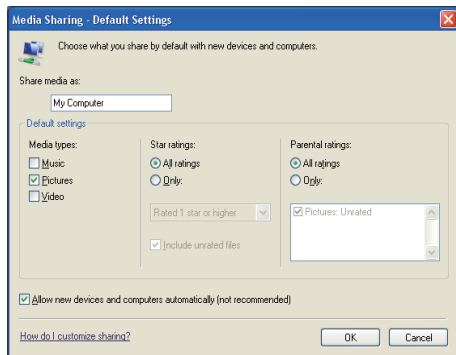 Media Sharing - Default Settings
Choose what you share by default with new devices and computers.
Share media as:
My Computer
Default settings
Media types:
Music
Pictures
Video
Star ratings:
All ratings
Only:
Rated 1 star or higher
Include unrated files
Parental ratings:
All ratings
Only:
Pictures: Unrated
Allow new devices and computers automatically (not recommended)
How do I customize sharing?
OK
Cancel